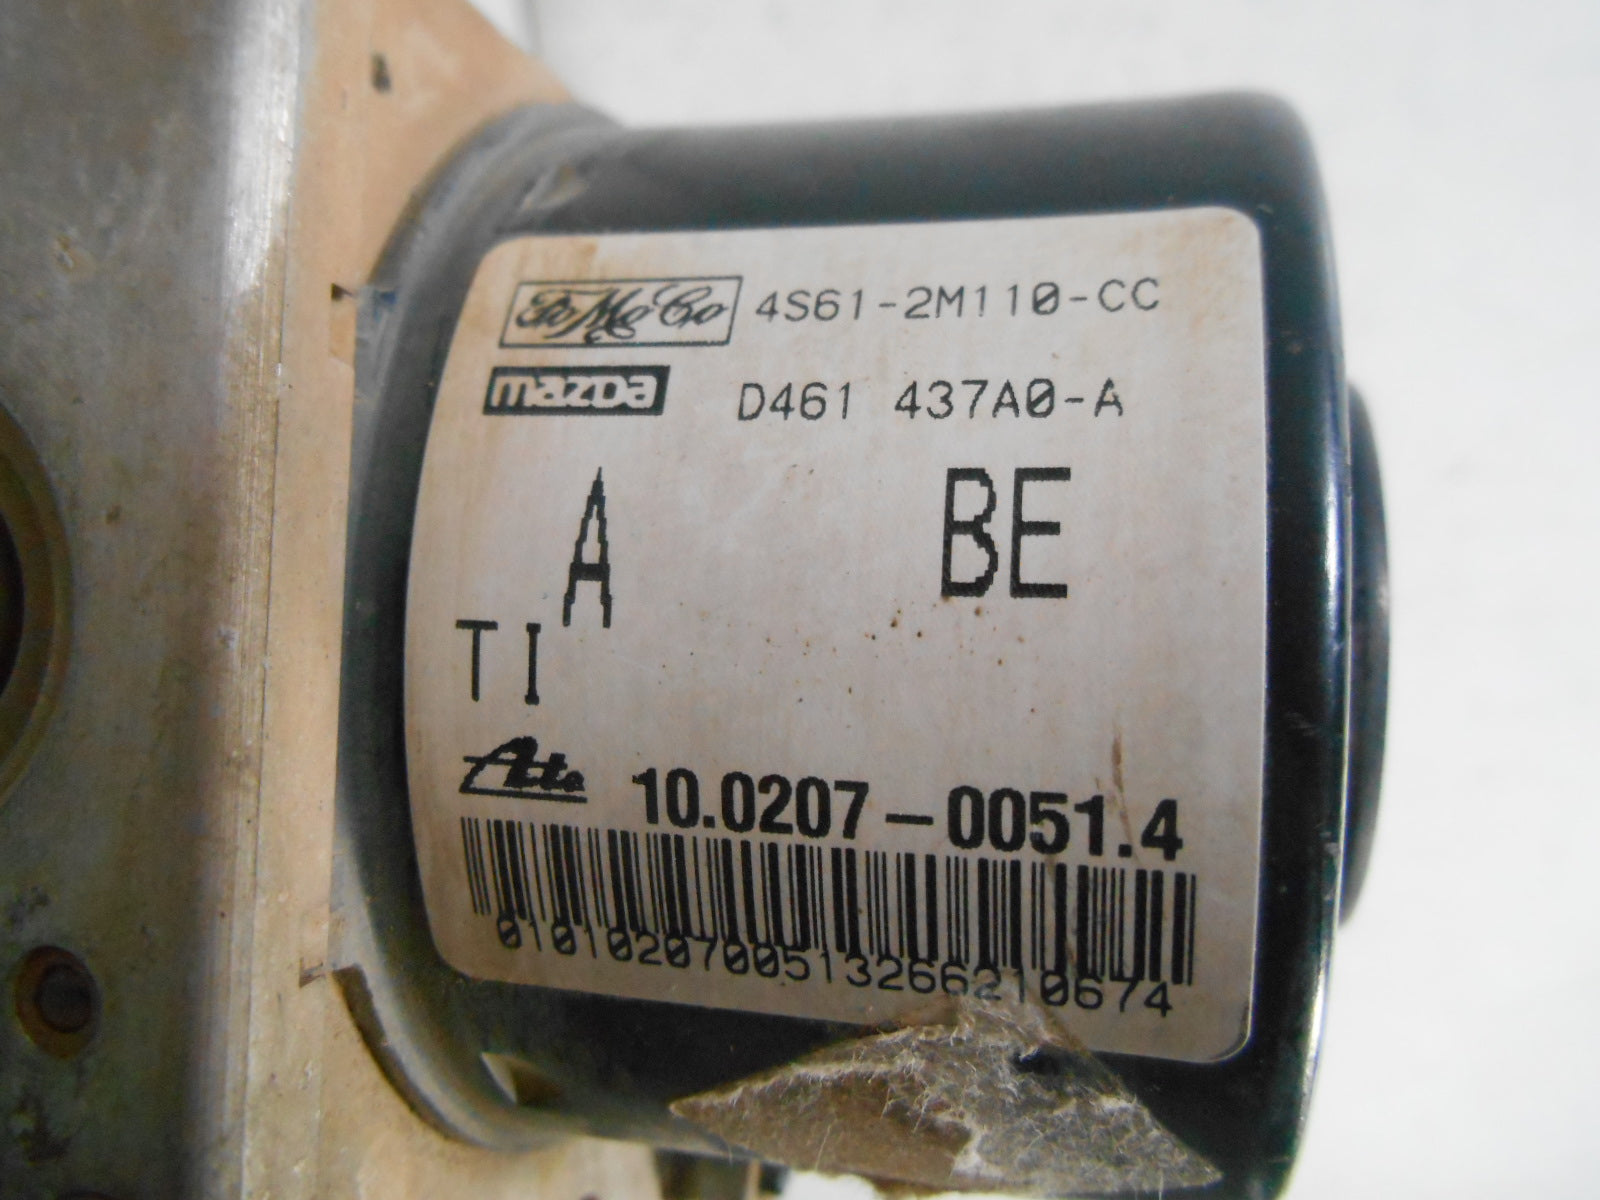 FoMoCo 4S61-2M110-CC
mazda D461 437A0-A
A BE
TI
Ate 10.0207-0051.4
0101020700513266210674